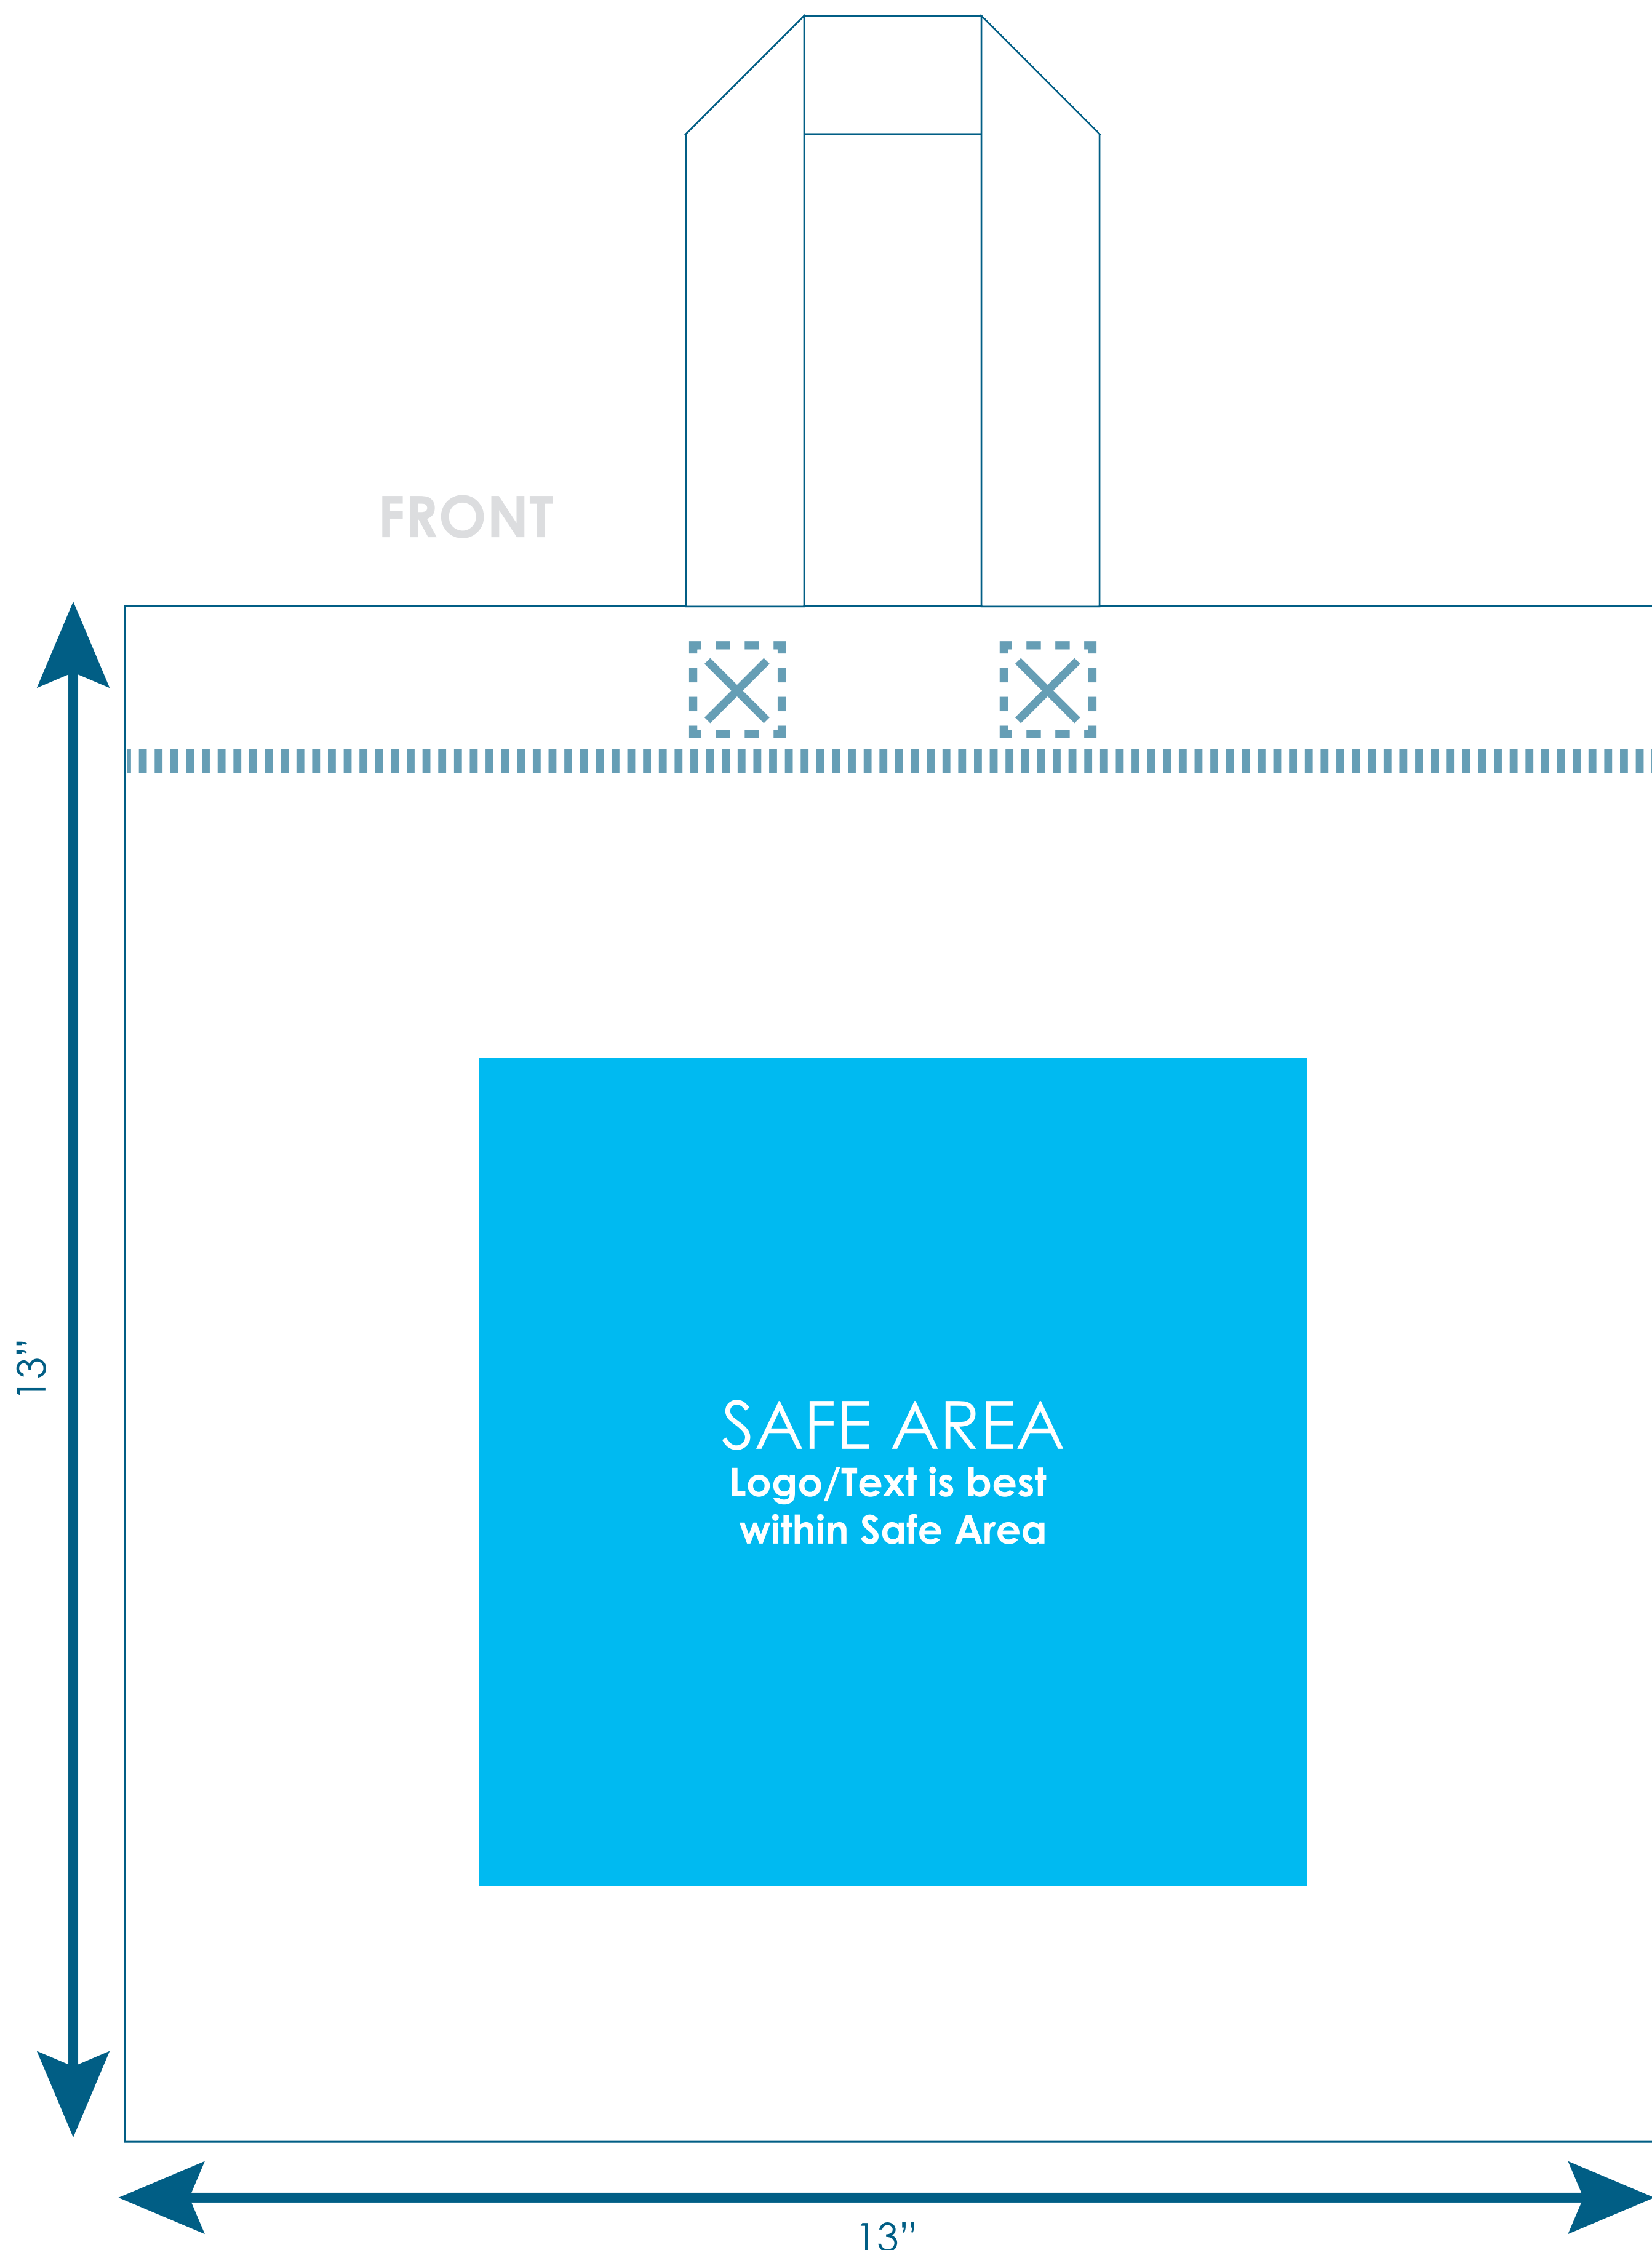 FRONT
13”
SAFE AREA
Logo/Text is best
within Safe Area
13”